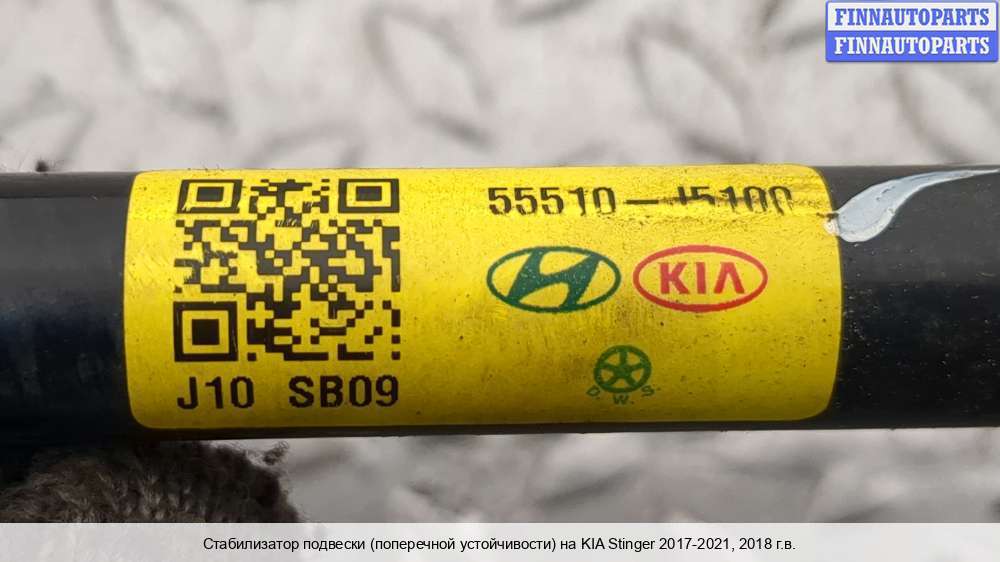 FINNAUTOPARTS
FINNAUTOPARTS
55510-J5100
KIA
J10 SB09
D.W.S
Стабилизатор подвески (поперечной устойчивости) на KIA Stinger 2017-2021, 2018 г.в.